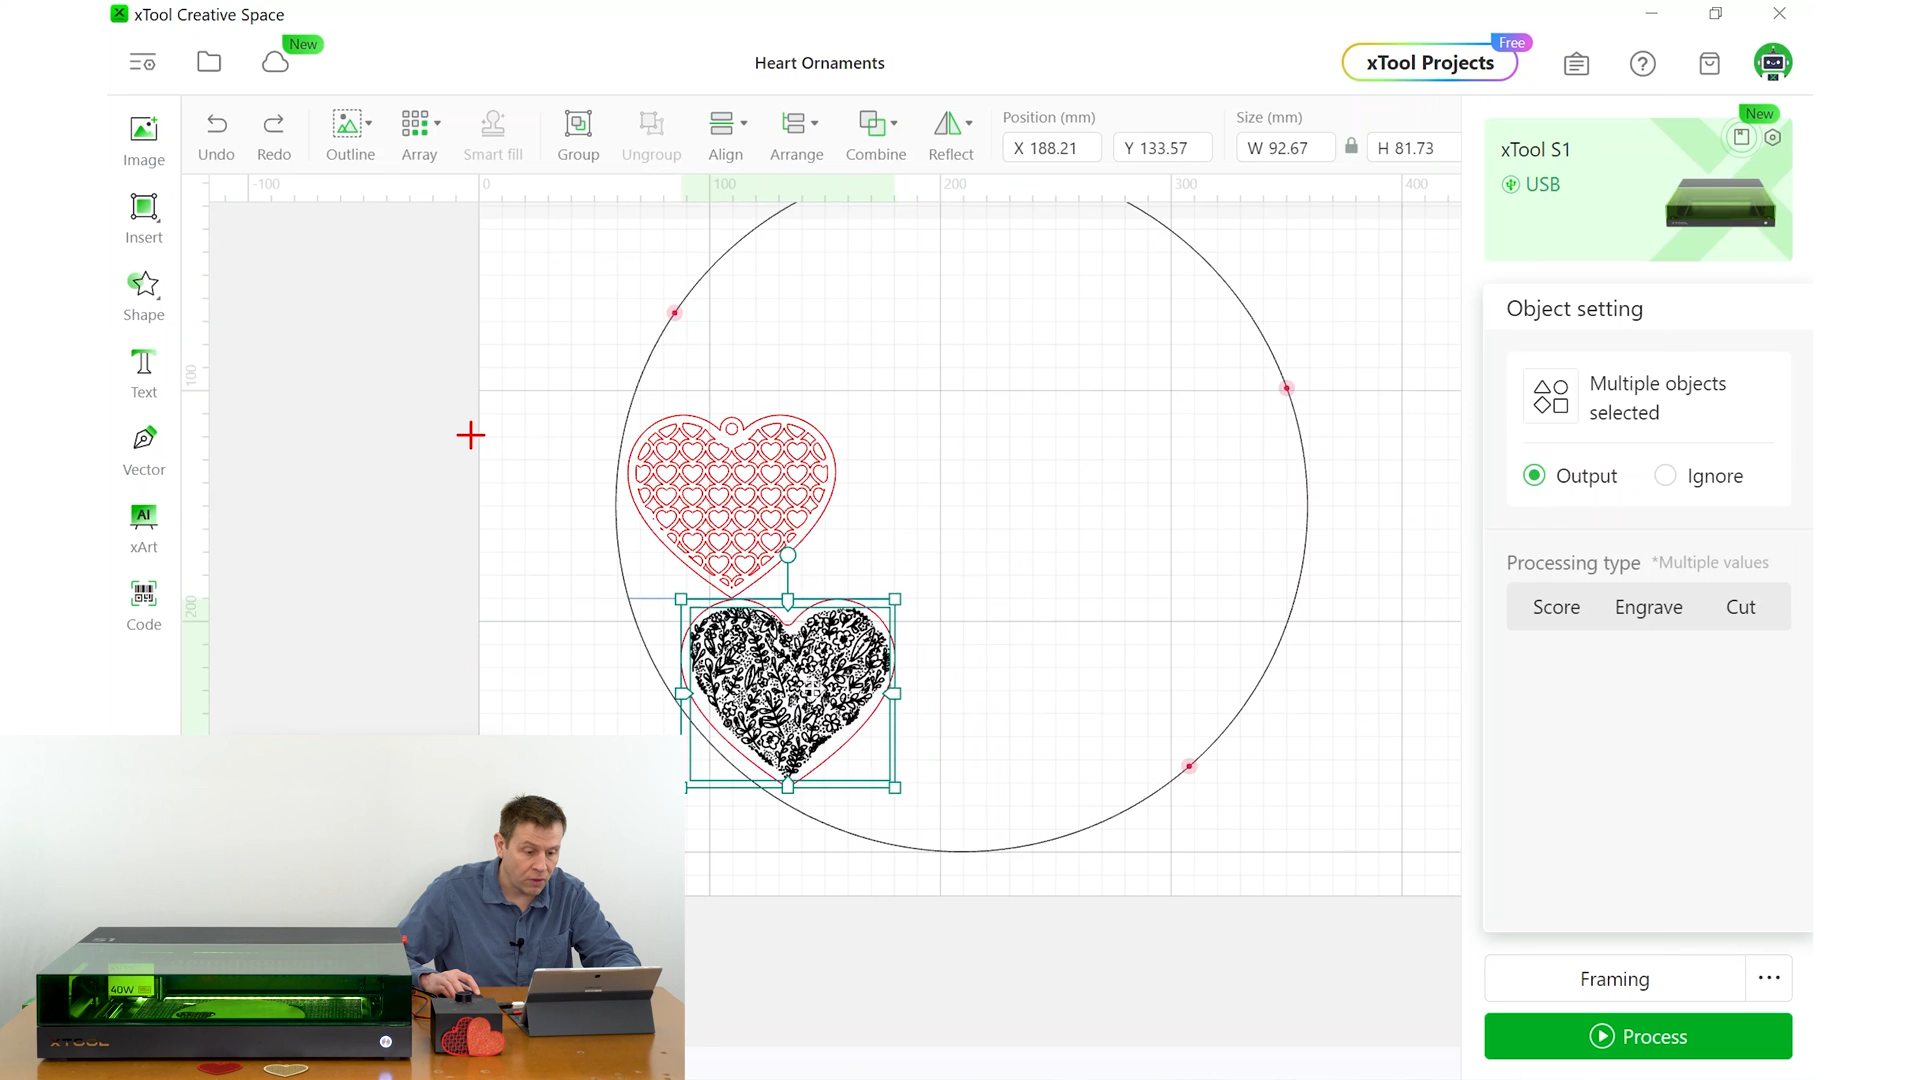 xTool Creative Space
New
Heart Ornaments
xTool Projects
Free
Image
Insert
Shape
Text
Vector
AI
xArt
Code
Undo
Redo
Outline
Array
Smart fill
Group
Ungroup
Align
Arrange
Combine
Reflect
Position (mm)
X 188.21
Y 133.57
Size (mm)
W 92.67
H 81.73
-100
0
100
200
300
400
100
200
New
xTool S1
USB
Object setting
Multiple objects
selected
Output
Ignore
Processing type
*Multiple values
Score
Engrave
Cut
Framing
Process
S1
40W
XTOOL